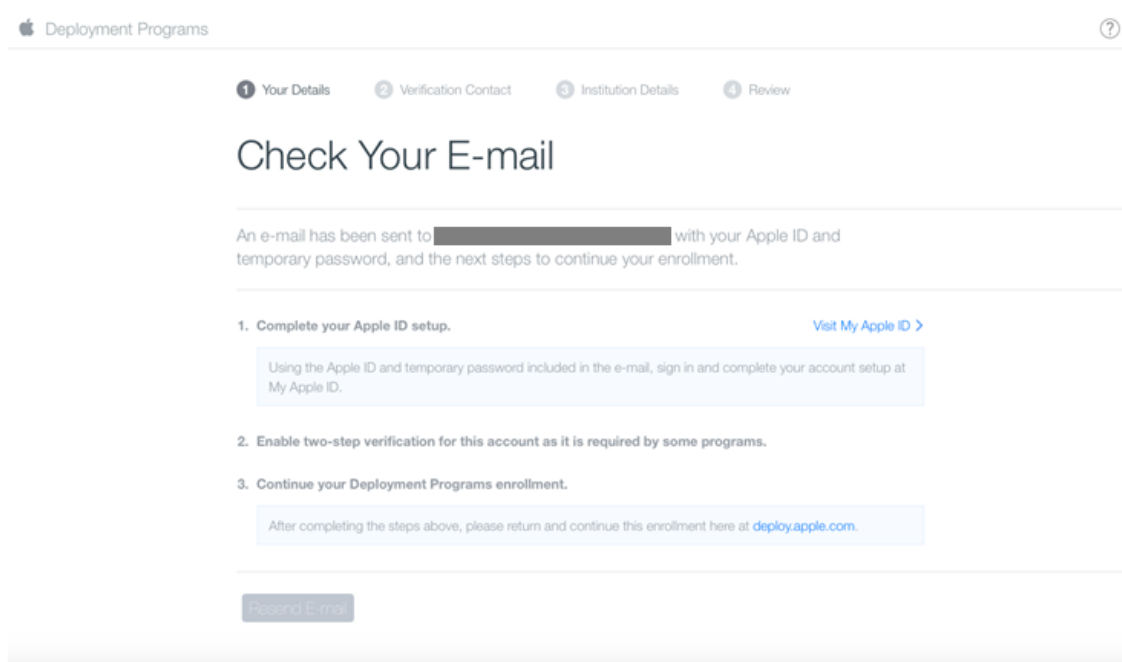 Deployment Programs
?
1 Your Details 2 Verification Contact 3 Institution Details 4 Review
Check Your E-mail
An e-mail has been sent to with your Apple ID and
temporary password, and the next steps to continue your enrollment.
1. Complete your Apple ID setup. Visit My Apple ID >
Using the Apple ID and temporary password included in the e-mail, sign in and complete your account setup at
My Apple ID.
2. Enable two-step verification for this account as it is required by some programs.
3. Continue your Deployment Programs enrollment.
After completing the steps above, please return and continue this enrollment here at deploy.apple.com.
Resend E-mail